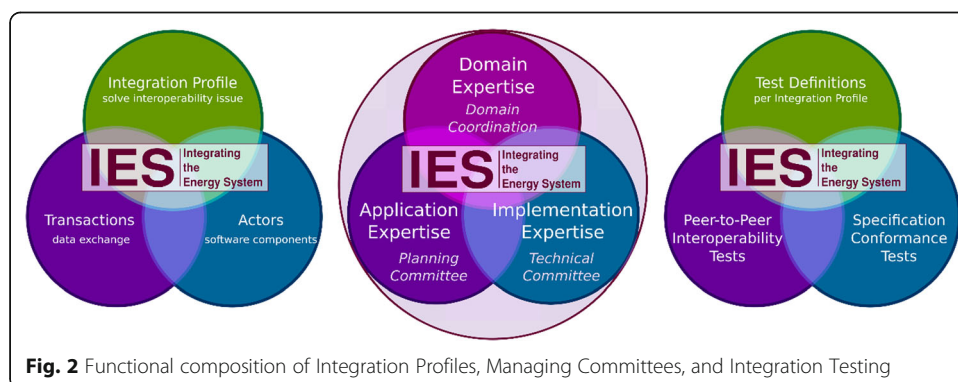 Integration Profile
solve interoperability issue
IES Integrating
the
Energy System
Transactions
data exchange
Actors
software components
Domain
Expertise
Domain
Coordination
IES Integrating
the
Energy System
Application
Expertise
Planning
Committee
Implementation
Expertise
Technical
Committee
Test Definitions
per Integration Profile
IES Integrating
the
Energy System
Peer-to-Peer
Interoperability
Tests
Specification
Conformance
Tests
Fig. 2 Functional composition of Integration Profiles, Managing Committees, and Integration Testing